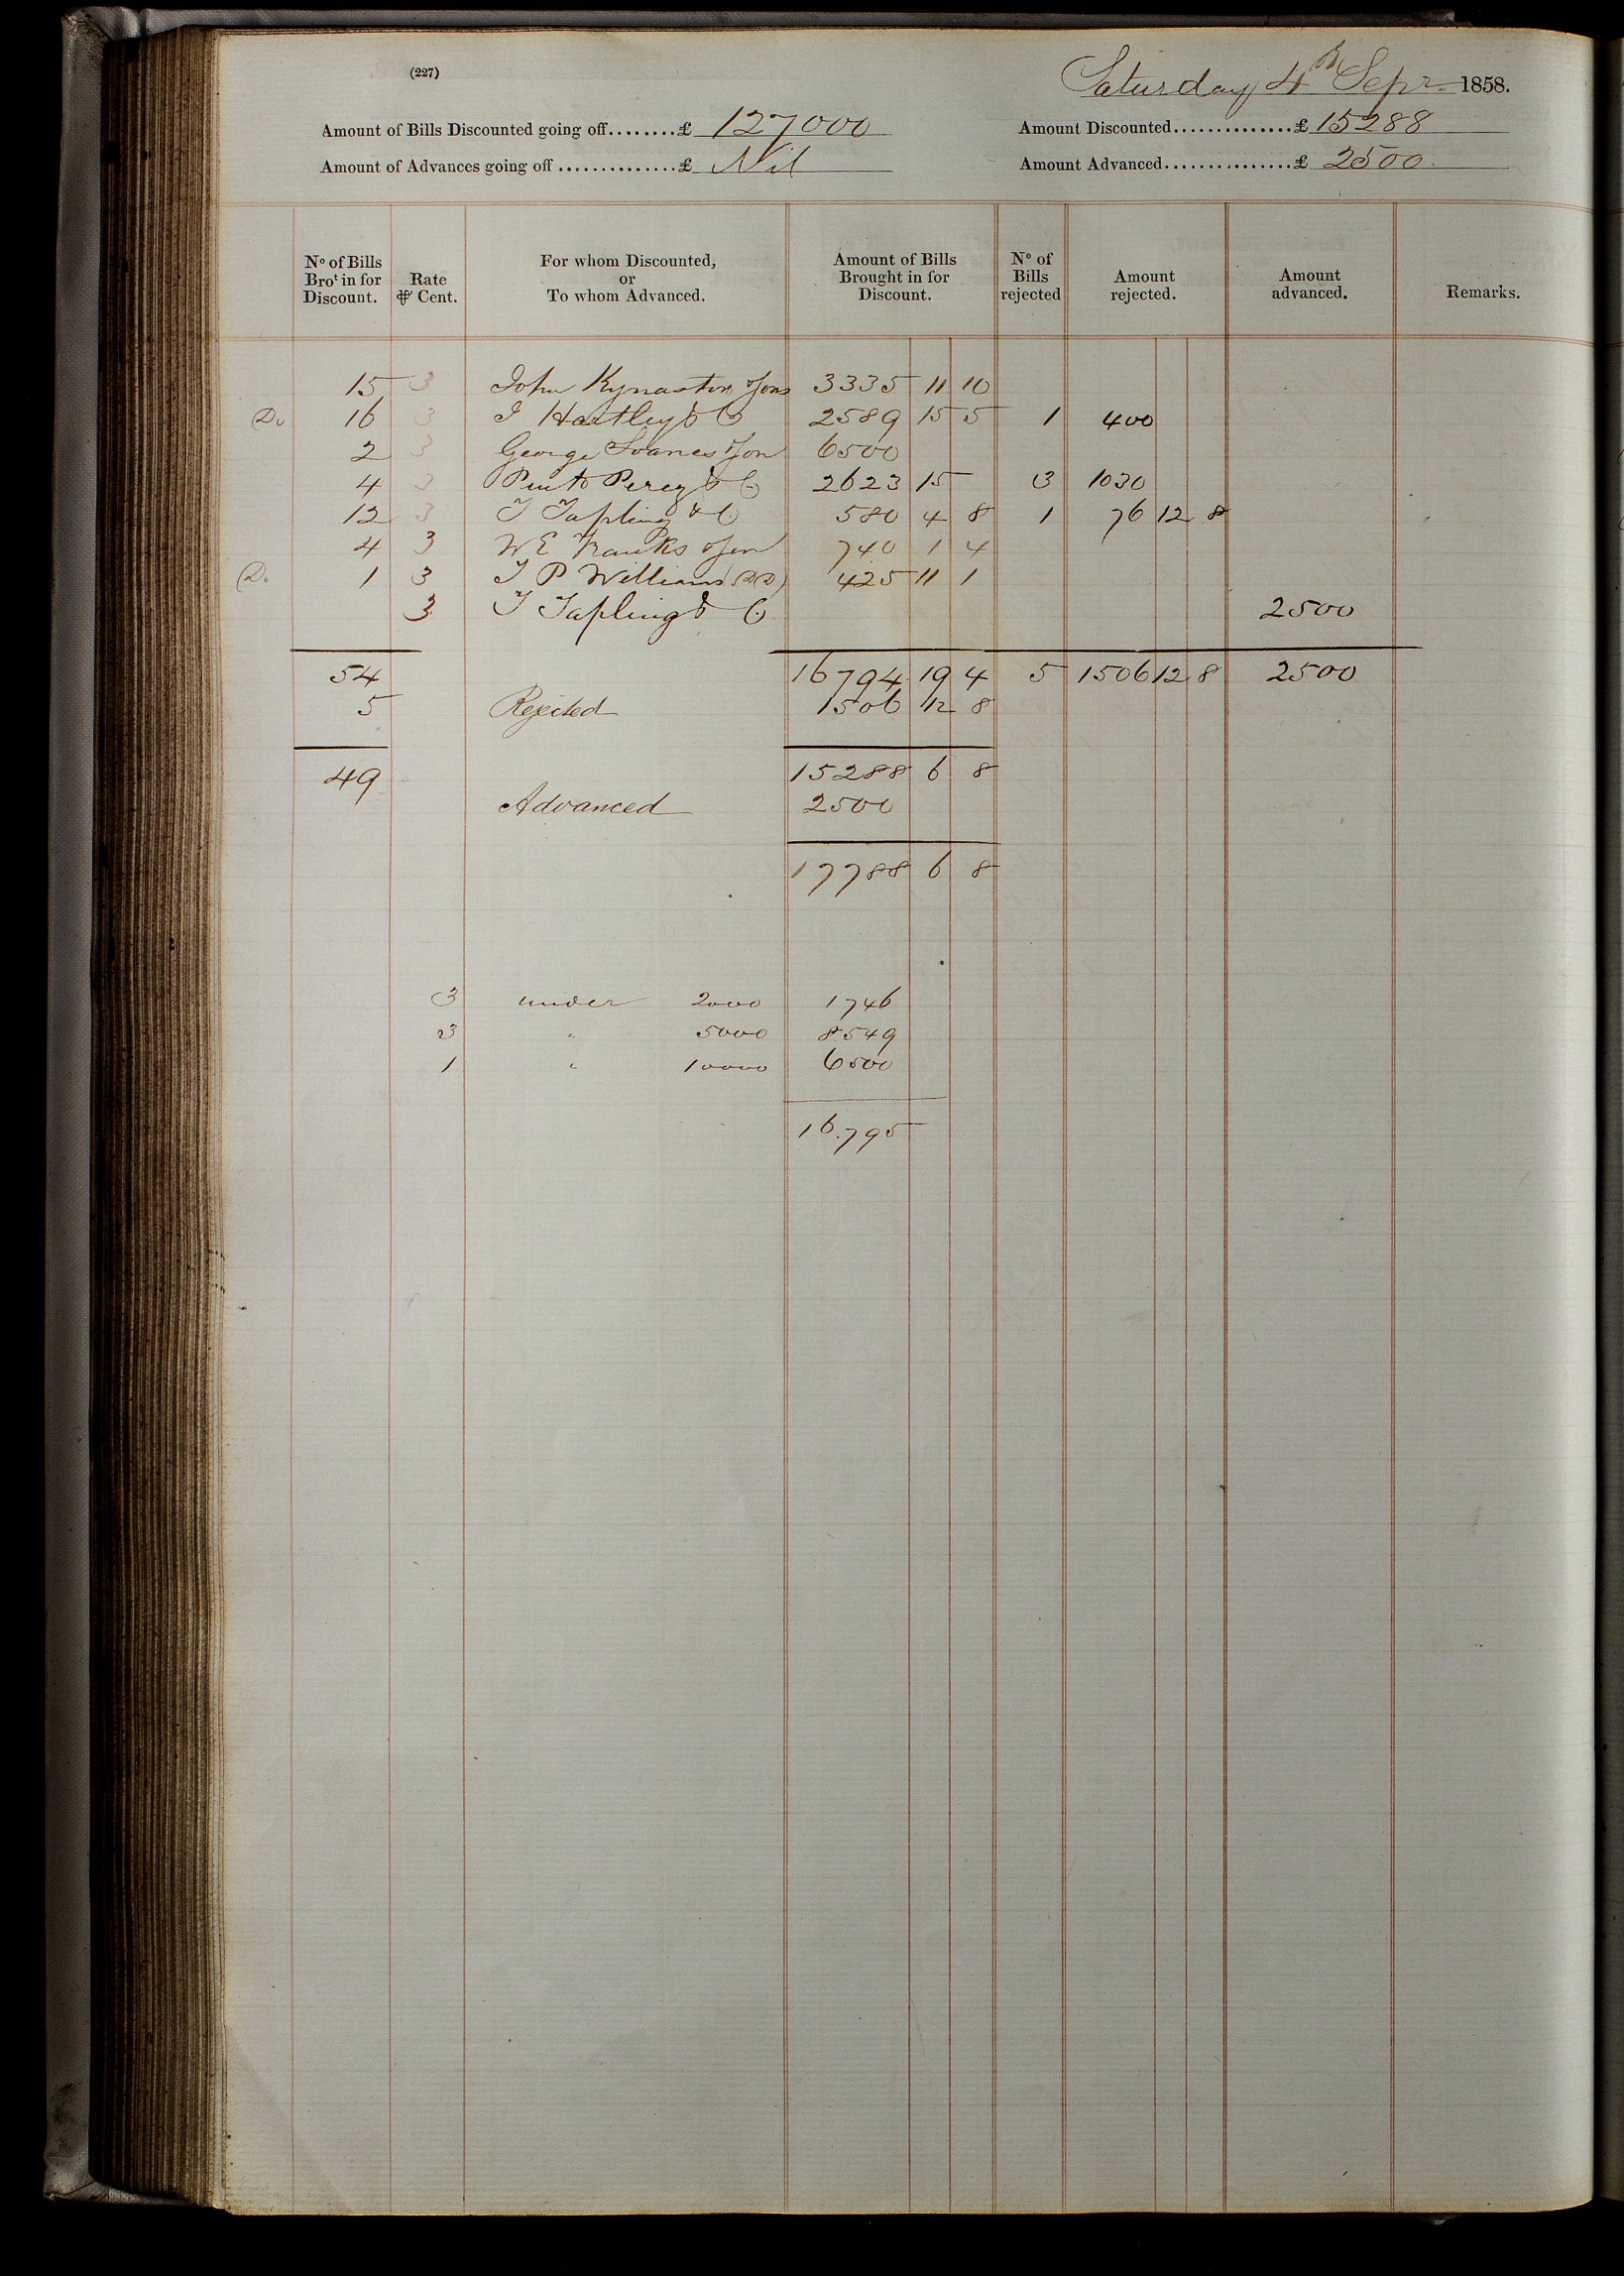 (227)
Saturday 4th Sepr. 1858.
Amount of Bills Discounted going off........£ 127000
Amount Discounted..............£ 15288
Amount of Advances going off ..............£ Nil
Amount Advanced...............£ 2500
No of Bills Brot in for Discount. Rate ⅌ Cent. For whom Discounted, or To whom Advanced. Amount of Bills Brought in for Discount. No of Bills rejected Amount rejected. Amount advanced. Remarks.
15 3 John Kynaston & Sons 3335 11 10
Do 16 3 J Hartley & Co 2589 15 5 1 400
2 3 George Soanes & Son 6500
4 3 Pinto Perez & Co 2623 15 3 1030
12 3 T Tapling & Co 580 4 8 1 76 12 8
4 3 W E Franks & Son 740 1 4
Do 1 3 T P Williams (DD) 425 11 1
3 T Tapling & Co 2500
54 16794 19 4 5 1506 12 8 2500
5 Rejected 1506 12 8
49 15288 6 8
Advanced 2500
17788 6 8
3 under 2000 1746
3 " 5000 8549
1 " 10000 6500
16.795